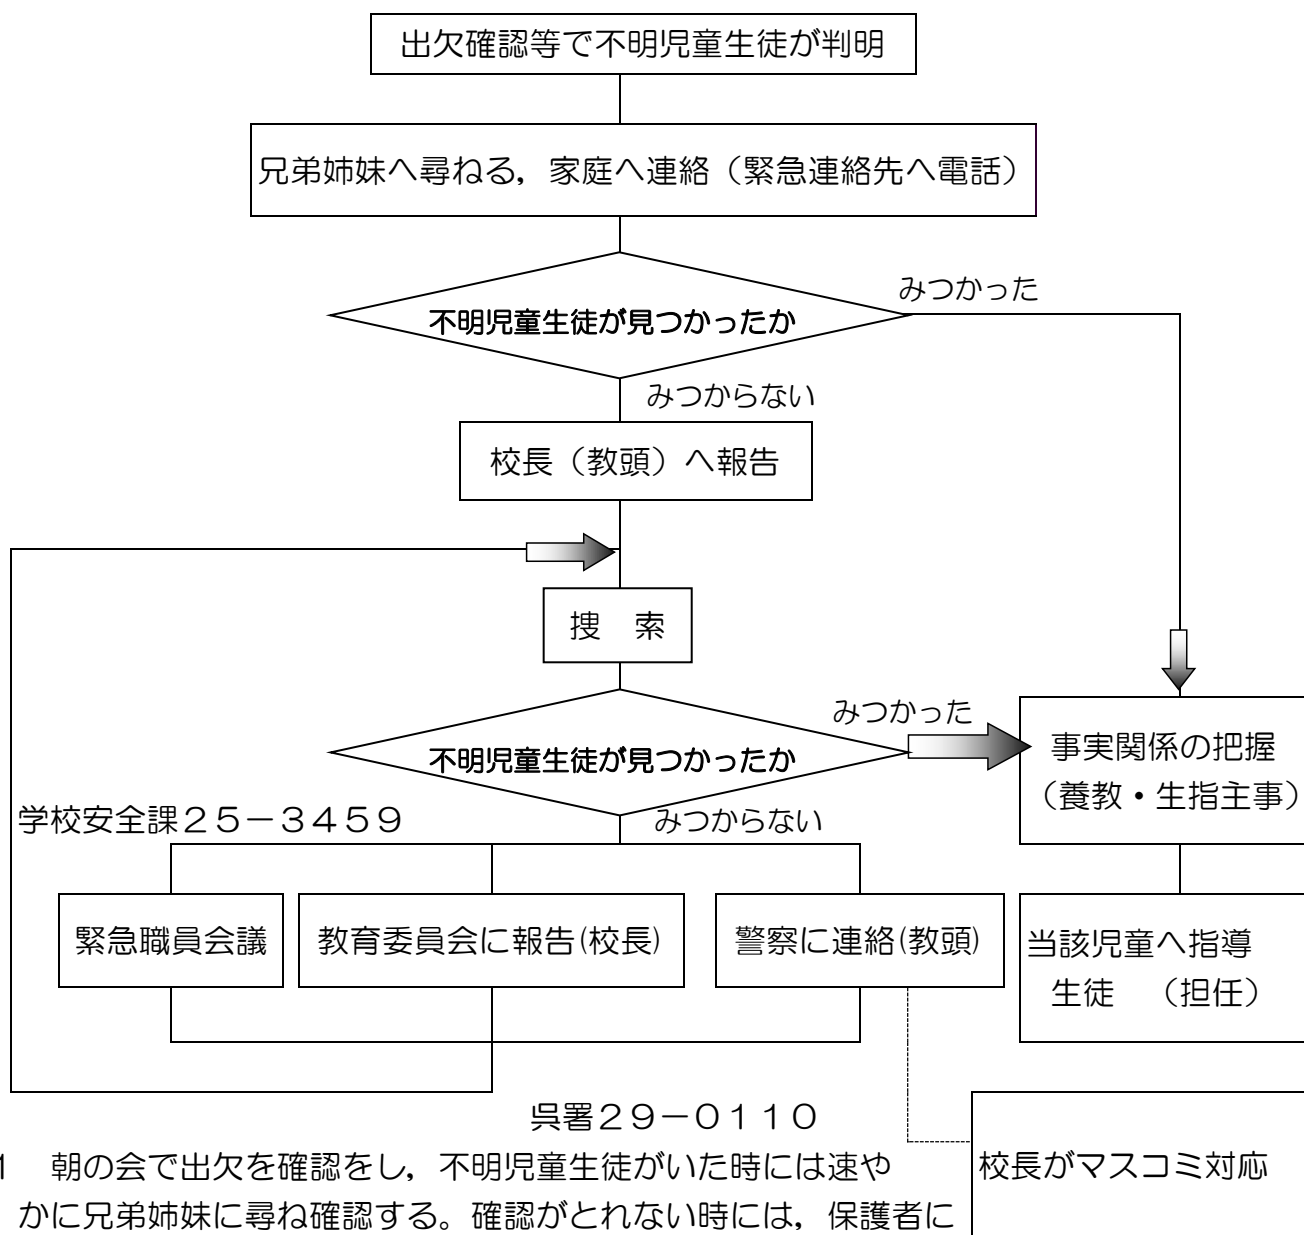 出欠確認等で不明児童生徒が判明
兄弟姉妹へ尋ねる，家庭へ連絡（緊急連絡先へ電話）
みつかった
不明児童生徒が見つかったか
みつからない
校長（教頭）へ報告
捜　索
みつかった
不明児童生徒が見つかったか
事実関係の把握
（養教・生指主事）
学校安全課２５－３４５９
みつからない
緊急職員会議
教育委員会に報告(校長)
警察に連絡(教頭)
当該児童へ指導
生徒　（担任）
呉署２９－０１１０
1　朝の会で出欠を確認をし，不明児童生徒がいた時には速や
かに兄弟姉妹に尋ね確認する。確認がとれない時には，保護者に
校長がマスコミ対応